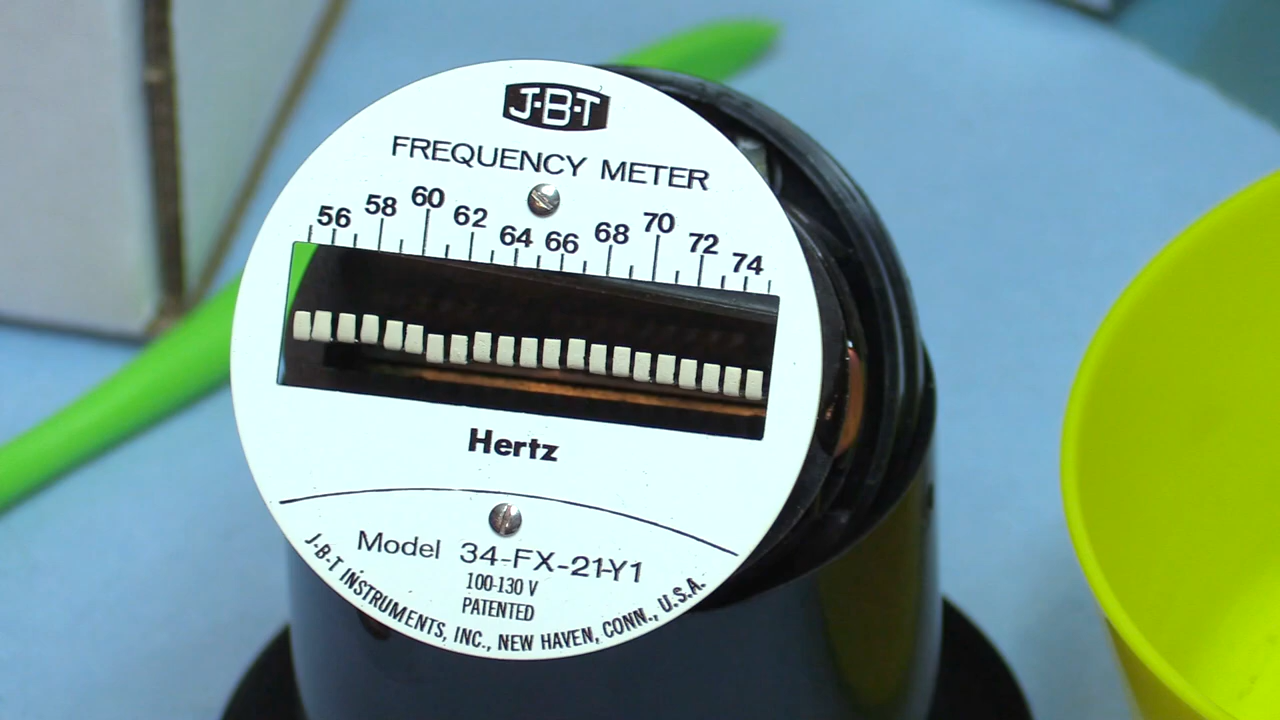 J-B-T
FREQUENCY METER
56 58 60 62 64 66 68 70 72 74
Hertz
Model 34-FX-21-Y1
100-130 V
PATENTED
J-B-T INSTRUMENTS, INC., NEW HAVEN, CONN., U.S.A.